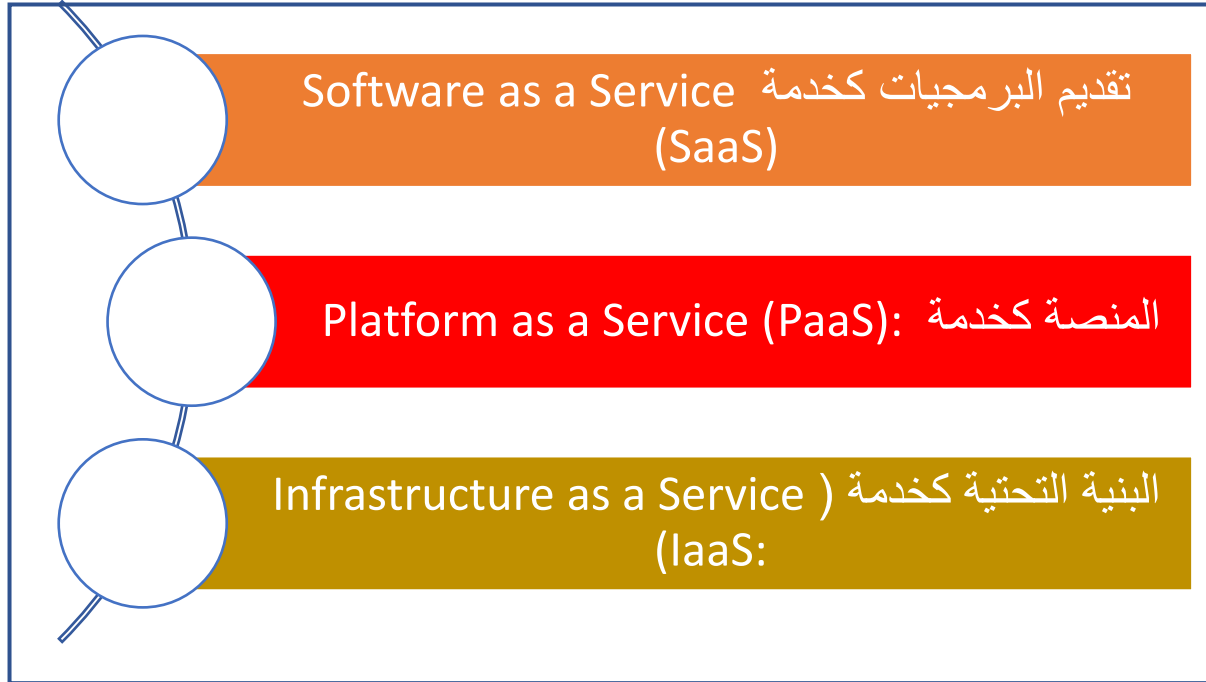 تقديم البرمجيات كخدمة Software as a Service
(SaaS)
المنصة كخدمة Platform as a Service (PaaS):
البنية التحتية كخدمة ( Infrastructure as a Service
(IaaS: